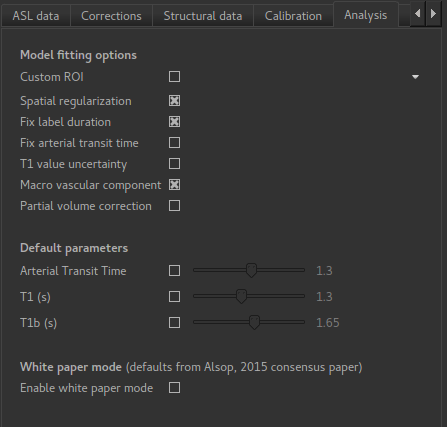 ASL data Corrections Structural data Calibration Analysis
Model fitting options
Custom ROI
Spatial regularization
Fix label duration
Fix arterial transit time
T1 value uncertainty
Macro vascular component
Partial volume correction
Default parameters
Arterial Transit Time 1.3
T1 (s) 1.3
T1b (s) 1.65
White paper mode (defaults from Alsop, 2015 consensus paper)
Enable white paper mode